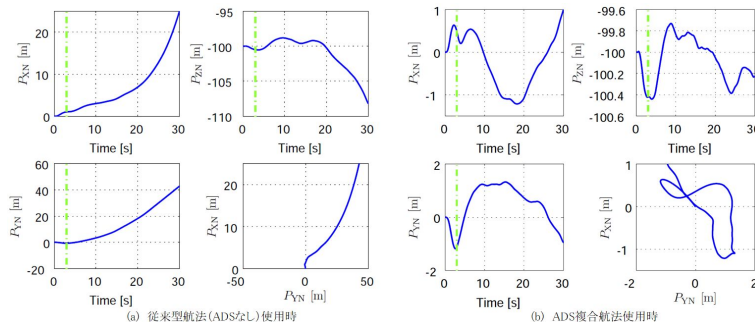 P_XN [m]
20
10
0
0 10 20 30
Time [s]
P_ZN [m]
-95
-100
-105
-110
0 10 20 30
Time [s]
P_YN [m]
60
40
20
0
-20
0 10 20 30
Time [s]
P_XN [m]
20
10
0
-50 0 50
P_YN [m]
(a) 従来型航法(ADSなし)使用時
P_XN [m]
1
0
-1
0 10 20 30
Time [s]
P_ZN [m]
-99.6
-99.8
-100
-100.2
-100.4
-100.6
0 10 20 30
Time [s]
P_YN [m]
2
0
-2
0 10 20 30
Time [s]
P_XN [m]
1
0
-1
-2 -1 0 1 2
P_YN [m]
(b) ADS複合航法使用時